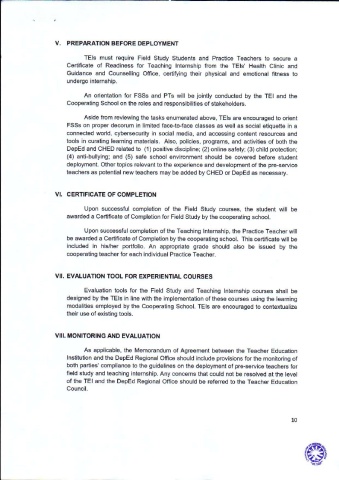 V. PREPARATION BEFORE DEPLOYMENT
TEIs must require Field Study Students and Practice Teachers to secure a
Certificate of Readiness for Teaching Internship from the TEIs' Health Clinic and
Guidance and Counselling Office, certifying their physical and emotional fitness to
undergo internship.
An orientation for FSSs and PTs will be jointly conducted by the TEI and the
Cooperating School on the roles and responsibilities of stakeholders.
Aside from reviewing the tasks enumerated above, TEIs are encouraged to orient
FSSs on proper decorum in limited face-to-face classes as well as social etiquette in a
connected world, cybersecurity in social media, and accessing content resources and
tools in curating learning materials. Also, policies, programs, and activities of both the
DepEd and CHED related to (1) positive discipline; (2) online safety; (3) child protection;
(4) anti-bullying; and (5) safe school environment should be covered before student
deployment. Other topics relevant to the experience and development of the pre-service
teachers as potential new teachers may be added by CHED or DepEd as necessary.
VI. CERTIFICATE OF COMPLETION
Upon successful completion of the Field Study courses, the student will be
awarded a Certificate of Completion for Field Study by the cooperating school.
Upon successful completion of the Teaching Internship, the Practice Teacher will
be awarded a Certificate of Completion by the cooperating school. This certificate will be
included in his/her portfolio. An appropriate grade should also be issued by the
cooperating teacher for each Individual Practice Teacher.
VII. EVALUATION TOOL FOR EXPERIENTIAL COURSES
Evaluation tools for the Field Study and Teaching Internship courses shall be
designed by the TEIs in line with the implementation of these courses using the learning
modalities employed by the Cooperating School. TEIs are encouraged to contextualize
their use of existing tools.
VIII. MONITORING AND EVALUATION
As applicable, the Memorandum of Agreement between the Teacher Education
Institution and the DepEd Regional Office should include provisions for the monitoring of
both parties' compliance to the guidelines on the deployment of pre-service teachers for
field study and teaching internship. Any concerns that could not be resolved at the level
of the TEI and the DepEd Regional Office should be referred to the Teacher Education
Council.
10